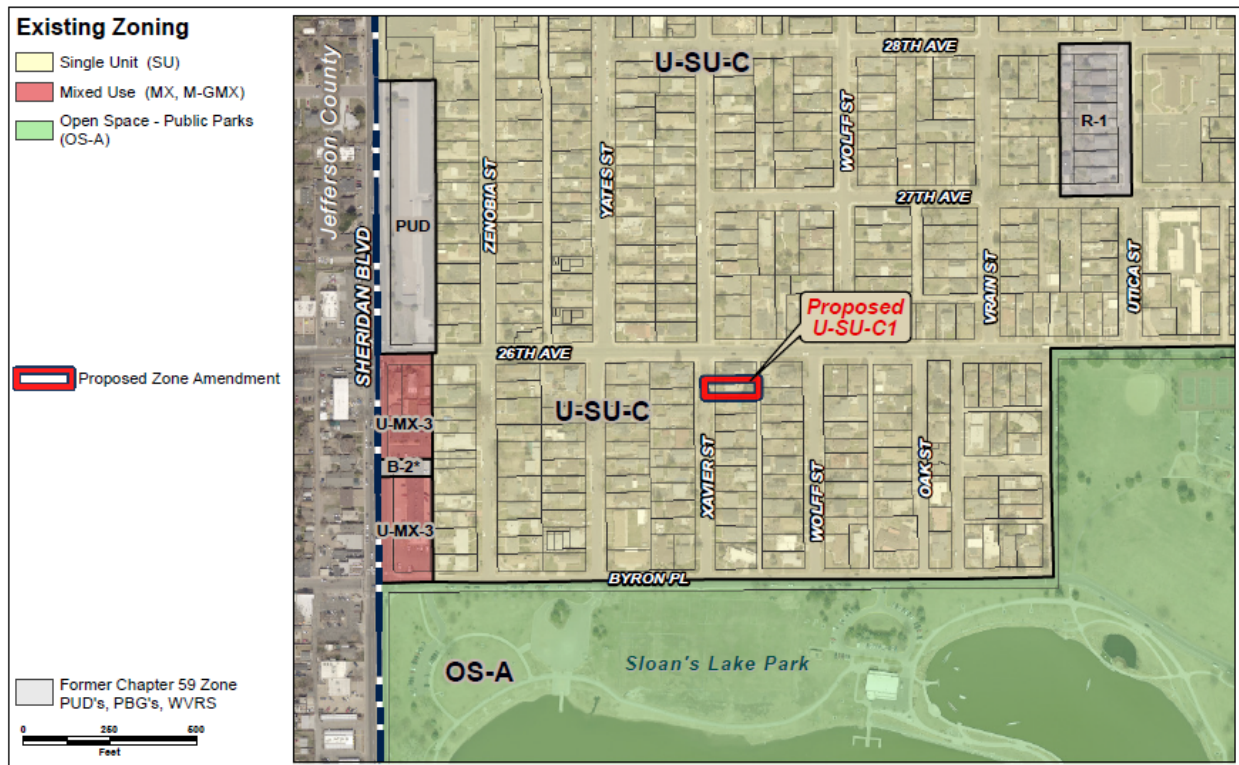 Existing Zoning
Single Unit (SU)
Mixed Use (MX, M-GMX)
Open Space - Public Parks
(OS-A)
Proposed Zone Amendment
Former Chapter 59 Zone
PUD's, PBG's, WVRS
0 250 500
Feet
Jefferson County
SHERIDAN BLVD
U-SU-C
28TH AVE
R-1
WOLFF ST
YATES ST
ZENOBIA ST
PUD
27TH AVE
VRAIN ST
UTICA ST
Proposed
U-SU-C1
26TH AVE
U-SU-C
U-MX-3
B-2*
U-MX-3
XAVIER ST
WOLFF ST
OAK ST
BYRON PL
OS-A
Sloan's Lake Park